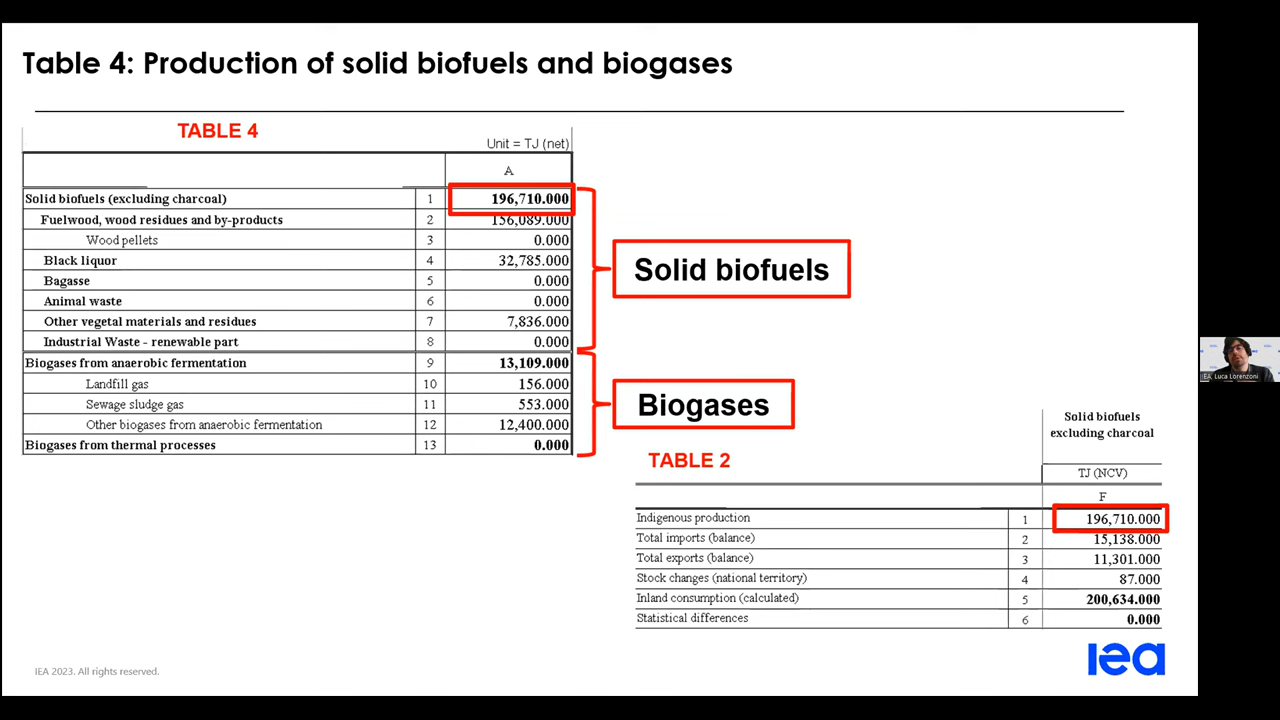 Table 4: Production of solid biofuels and biogases
TABLE 4
Unit = TJ (net)
A
Solid biofuels (excluding charcoal) 1 196,710.000
Fuelwood, wood residues and by-products 2 156,089.000
Wood pellets 3 0.000
Black liquor 4 32,785.000
Bagasse 5 0.000
Animal waste 6 0.000
Other vegetal materials and residues 7 7,836.000
Industrial Waste - renewable part 8 0.000
Biogases from anaerobic fermentation 9 13,109.000
Landfill gas 10 156.000
Sewage sludge gas 11 553.000
Other biogases from anaerobic fermentation 12 12,400.000
Biogases from thermal processes 13 0.000
Solid biofuels
Biogases
TABLE 2
Solid biofuels
excluding charcoal
TJ (NCV)
F
Indigenous production 1 196,710.000
Total imports (balance) 2 15,138.000
Total exports (balance) 3 11,301.000
Stock changes (national territory) 4 87.000
Inland consumption (calculated) 5 200,634.000
Statistical differences 6 0.000
IEA 2023. All rights reserved.
iea
IEA, Luca Lorenzoni